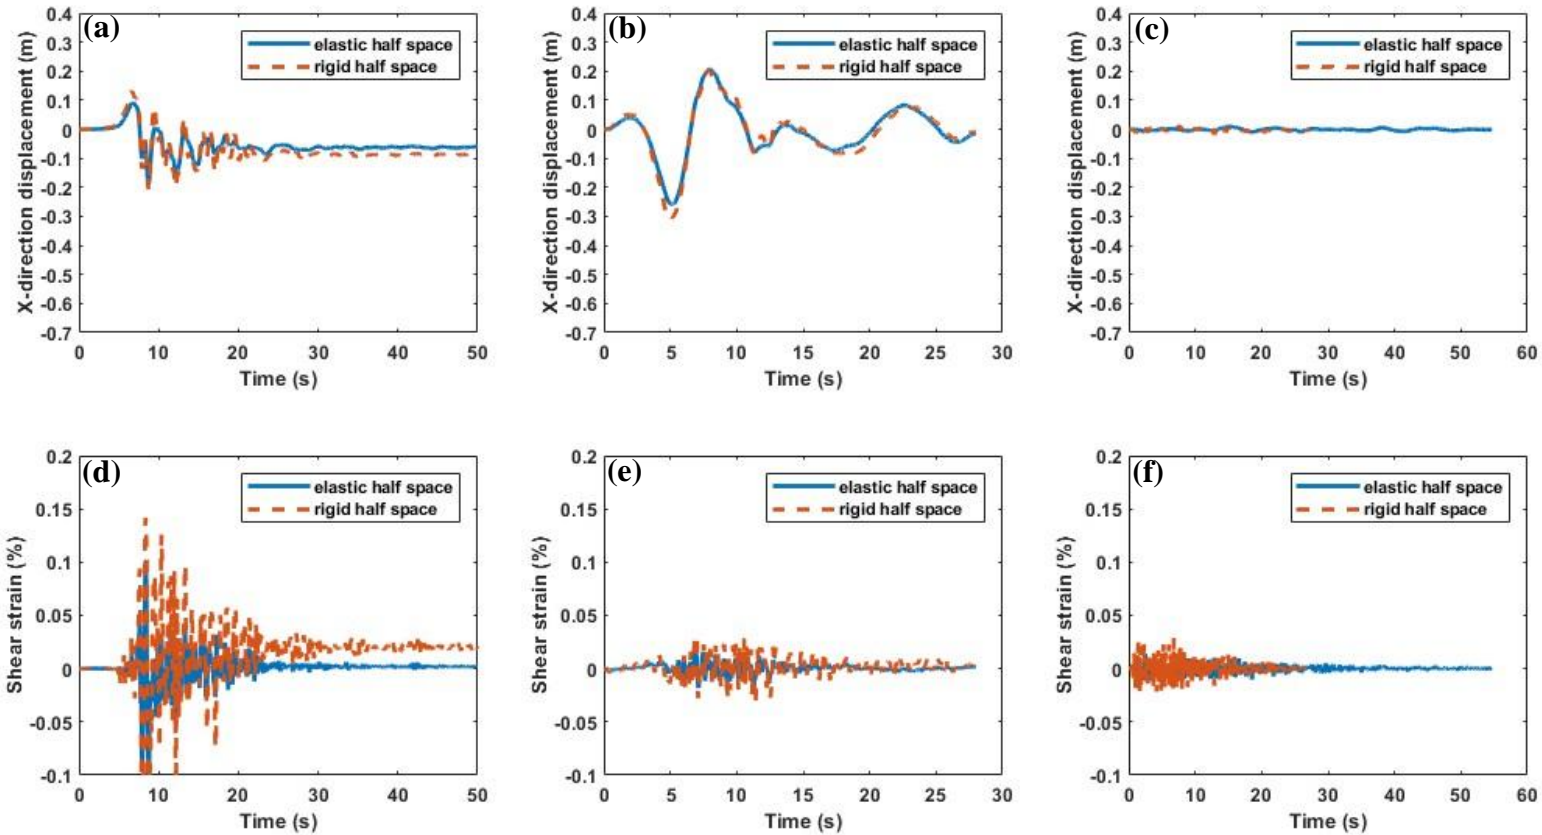 (a)
elastic half space
rigid half space
X-direction displacement (m)
0.4
0.3
0.2
0.1
0
-0.1
-0.2
-0.3
-0.4
-0.5
-0.6
-0.7
0 10 20 30 40 50
Time (s)
(b)
elastic half space
rigid half space
X-direction displacement (m)
0.4
0.3
0.2
0.1
0
-0.1
-0.2
-0.3
-0.4
-0.5
-0.6
-0.7
0 5 10 15 20 25 30
Time (s)
(c)
elastic half space
rigid half space
X-direction displacement (m)
0.4
0.3
0.2
0.1
0
-0.1
-0.2
-0.3
-0.4
-0.5
-0.6
-0.7
0 10 20 30 40 50 60
Time (s)
(d)
elastic half space
rigid half space
Shear strain (%)
0.2
0.15
0.1
0.05
0
-0.05
-0.1
0 10 20 30 40 50
Time (s)
(e)
elastic half space
rigid half space
Shear strain (%)
0.2
0.15
0.1
0.05
0
-0.05
-0.1
0 5 10 15 20 25 30
Time (s)
(f)
elastic half space
rigid half space
Shear strain (%)
0.2
0.15
0.1
0.05
0
-0.05
-0.1
0 10 20 30 40 50 60
Time (s)